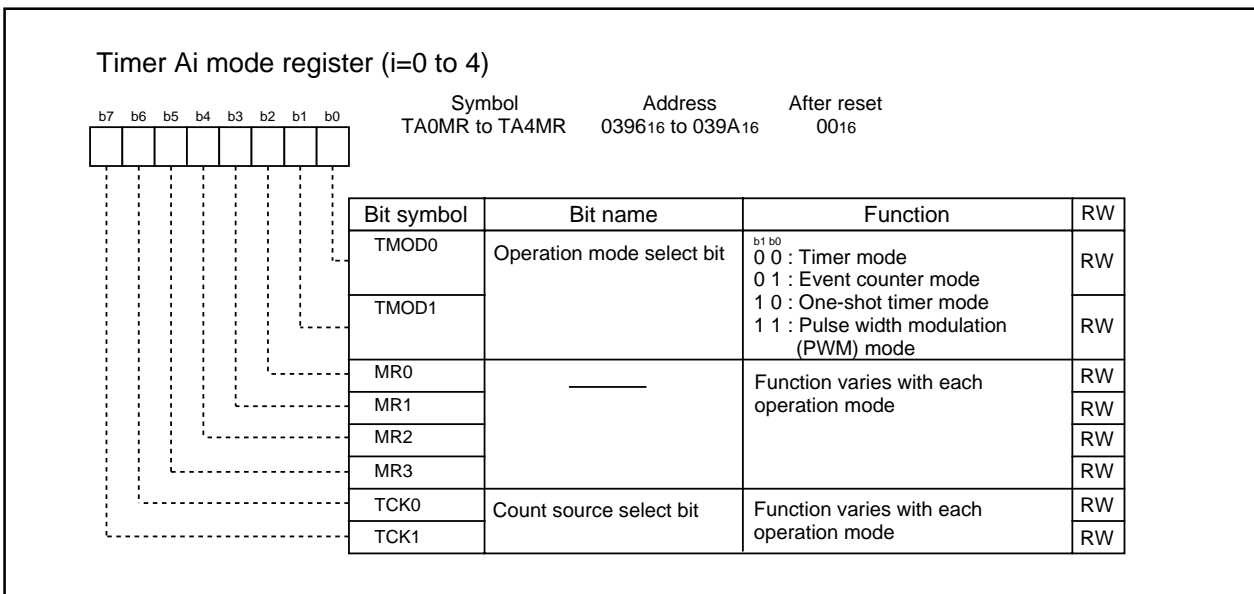 Timer Ai mode register (i=0 to 4)
Symbol Address After reset
b7 b6 b5 b4 b3 b2 b1 b0
TA0MR to TA4MR 039616 to 039A16 0016
Bit symbol Bit name Function RW
TMOD0 Operation mode select bit b1 b0
0 0 : Timer mode RW
0 1 : Event counter mode
TMOD1 1 0 : One-shot timer mode
1 1 : Pulse width modulation RW
(PWM) mode
MR0 Function varies with each RW
MR1 operation mode RW
MR2 RW
MR3 RW
TCK0 Count source select bit Function varies with each RW
TCK1 operation mode RW